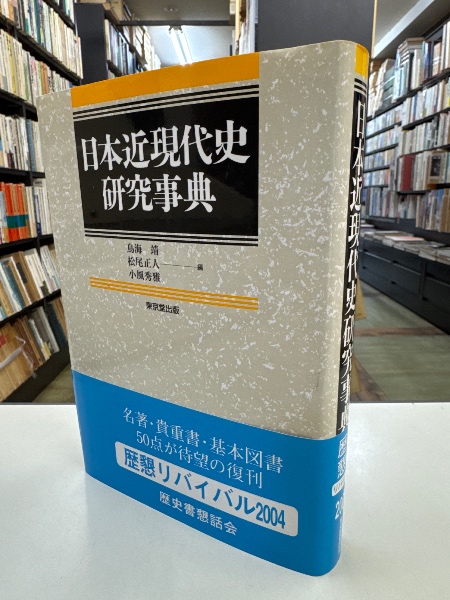 日本近現代史
研究事典
鳥海 靖
松尾正人―――編
小風秀雅
東京堂出版
名著・貴重書・基本図書
50点が待望の復刊
歴懇リバイバル2004
歴史書懇話会
日本近現代史研究事典
歴懇